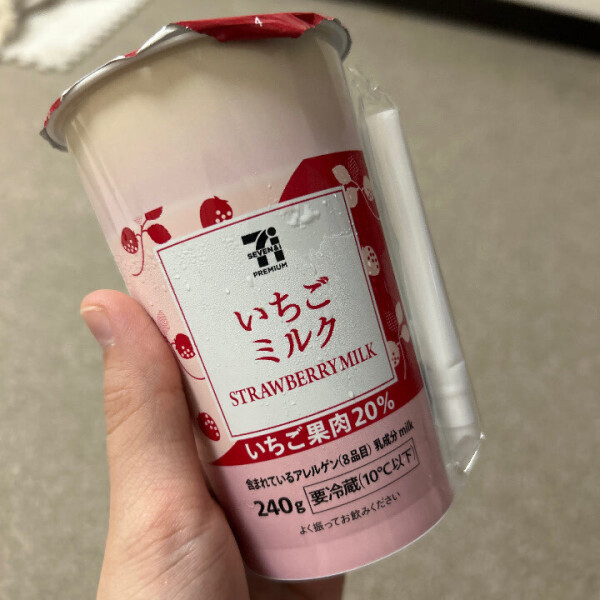 7i
SEVEN&i
PREMIUM
いちご
ミルク
STRAWBERRY MILK
いちご果肉20%
含まれているアレルゲン(8品目) 乳成分 milk
240g 要冷蔵(10℃以下)
よく振ってお飲みください